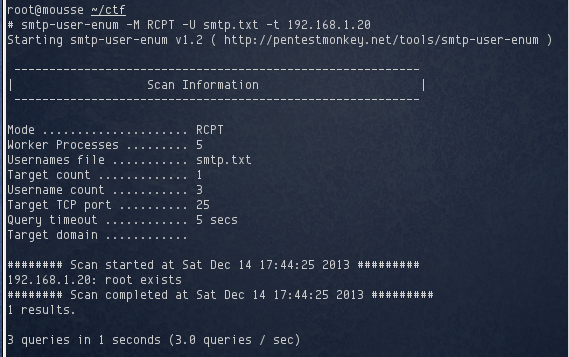 root@mousse ~/ctf
# smtp-user-enum -M RCPT -U smtp.txt -t 192.168.1.20
Starting smtp-user-enum v1.2 ( http://pentestmonkey.net/tools/smtp-user-enum )
----------------------------------------------------------
|                   Scan Information                       |
----------------------------------------------------------
Mode ..................... RCPT
Worker Processes ......... 5
Usernames file ........... smtp.txt
Target count ............. 1
Username count ........... 3
Target TCP port .......... 25
Query timeout ............ 5 secs
Target domain ............
######## Scan started at Sat Dec 14 17:44:25 2013 #########
192.168.1.20: root exists
######## Scan completed at Sat Dec 14 17:44:25 2013 #########
1 results.
3 queries in 1 seconds (3.0 queries / sec)